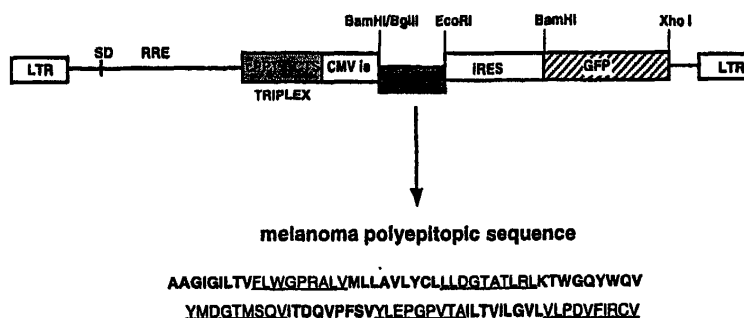 BamHI/BglII EcoRI BamHI Xho I
SD RRE
LTR CMV ie IRES GFP LTR
TRIPLEX
melanoma polyepitopic sequence
AAGIGILTVFLWGPRALVMLLAVLYCLLLDGTATLRLKTWGQYWQV
YMDGTMSQVITDQVPFSVYLEPGPVTAILTVILGVLVLPDVFIRCV